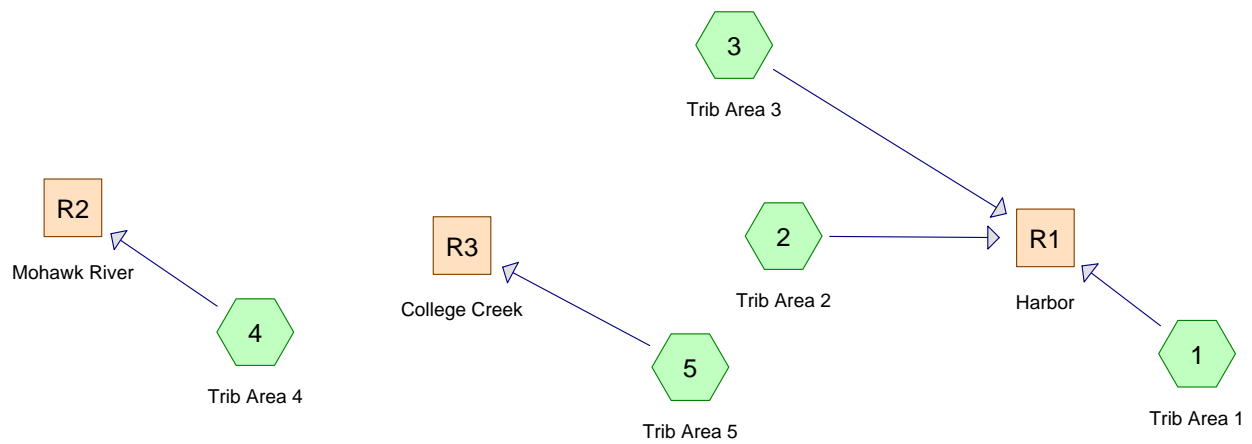 3
Trib Area 3
R2
Mohawk River
R3
College Creek
2
Trib Area 2
R1
Harbor
4
Trib Area 4
5
Trib Area 5
1
Trib Area 1